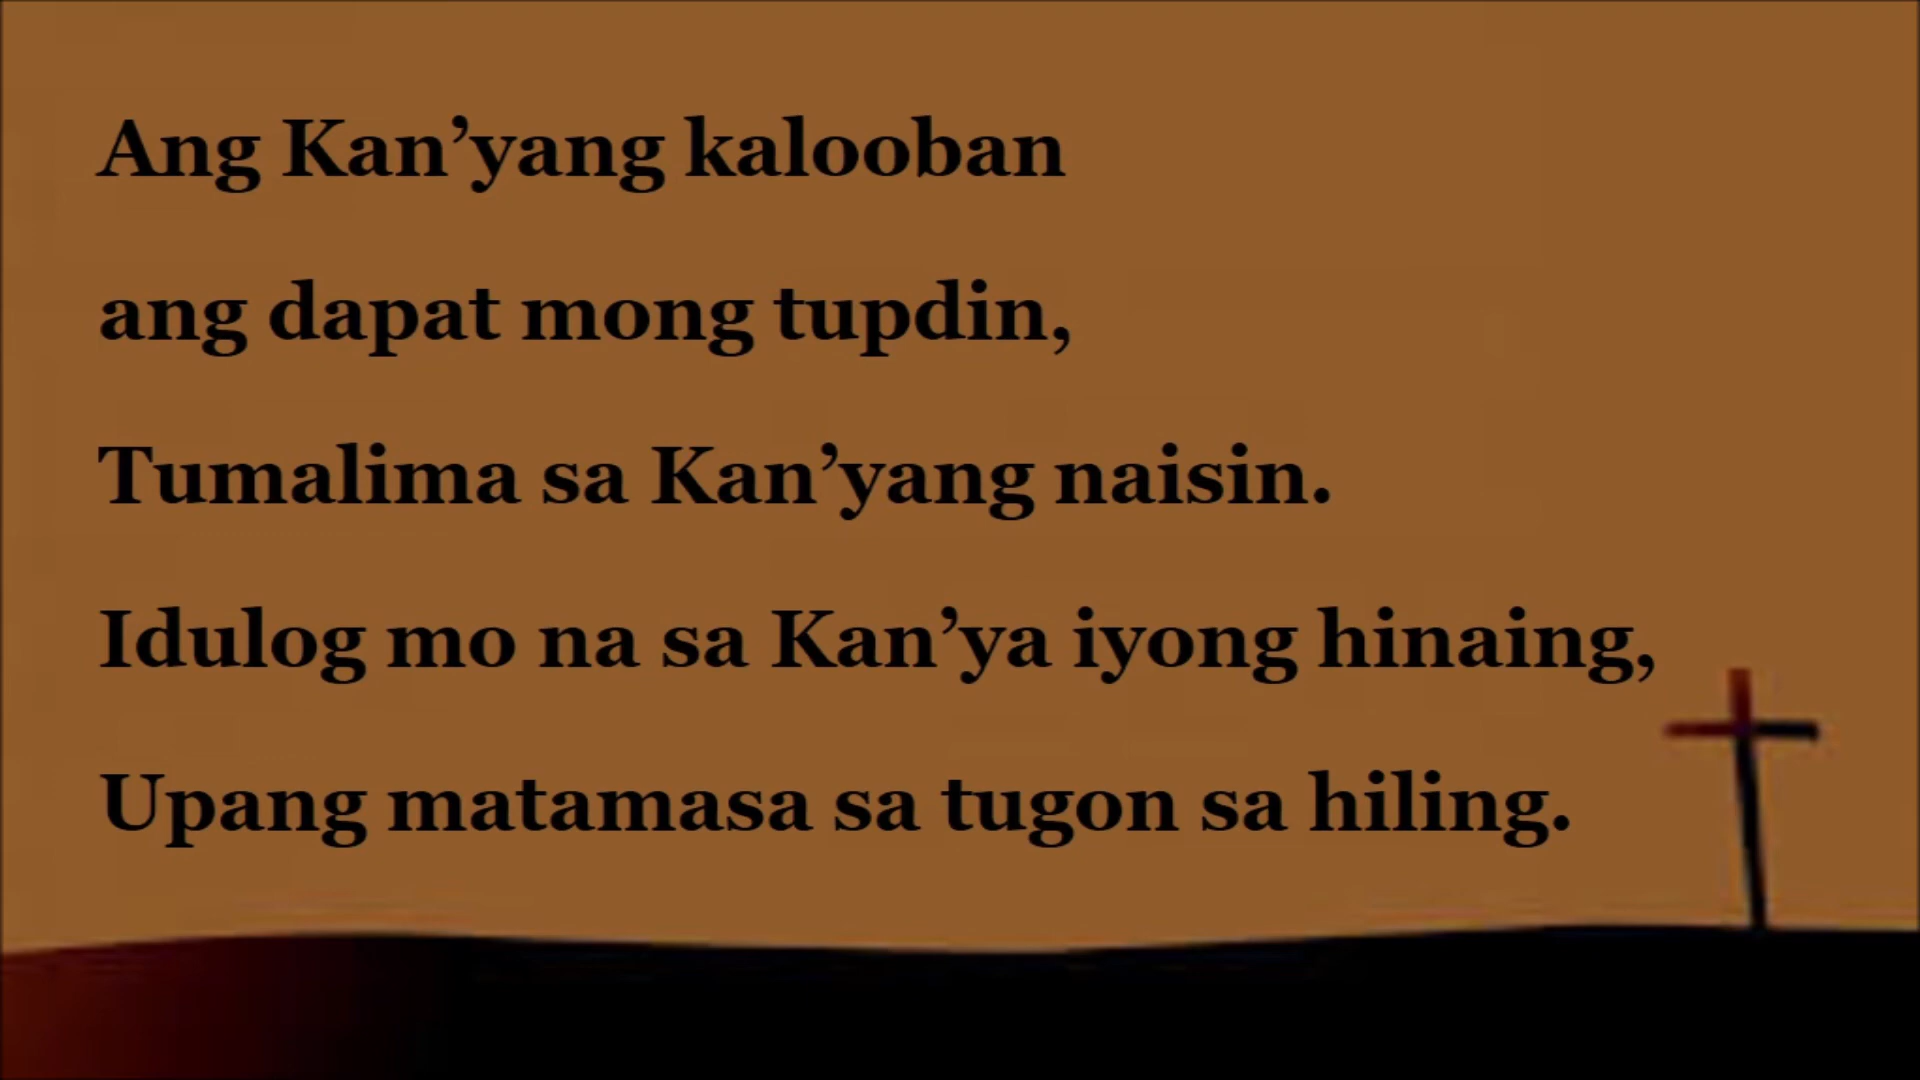 Ang Kan’yang kalooban
ang dapat mong tupdin,
Tumalima sa Kan’yang naisin.
Idulog mo na sa Kan’ya iyong hinaing,
Upang matamasa sa tugon sa hiling.